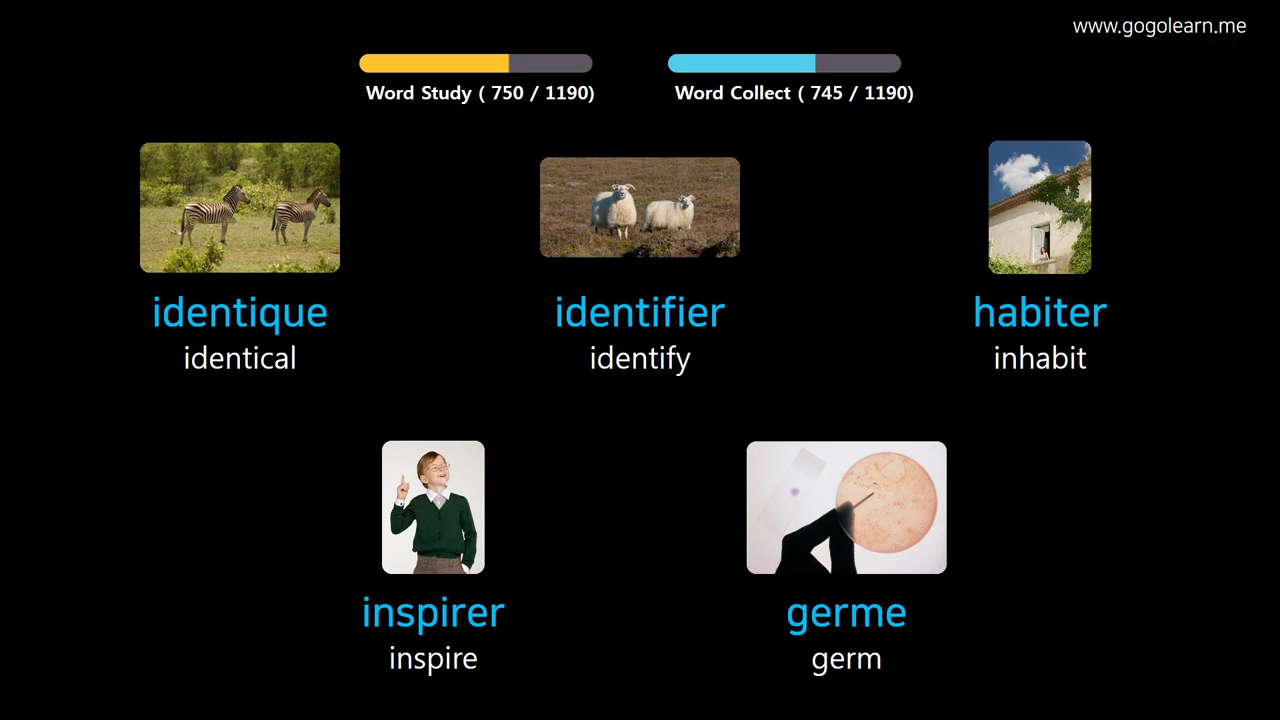 www.gogolearn.me
Word Study ( 750 / 1190)
Word Collect ( 745 / 1190)
identique
identical
identifier
identify
habiter
inhabit
inspirer
inspire
germe
germ